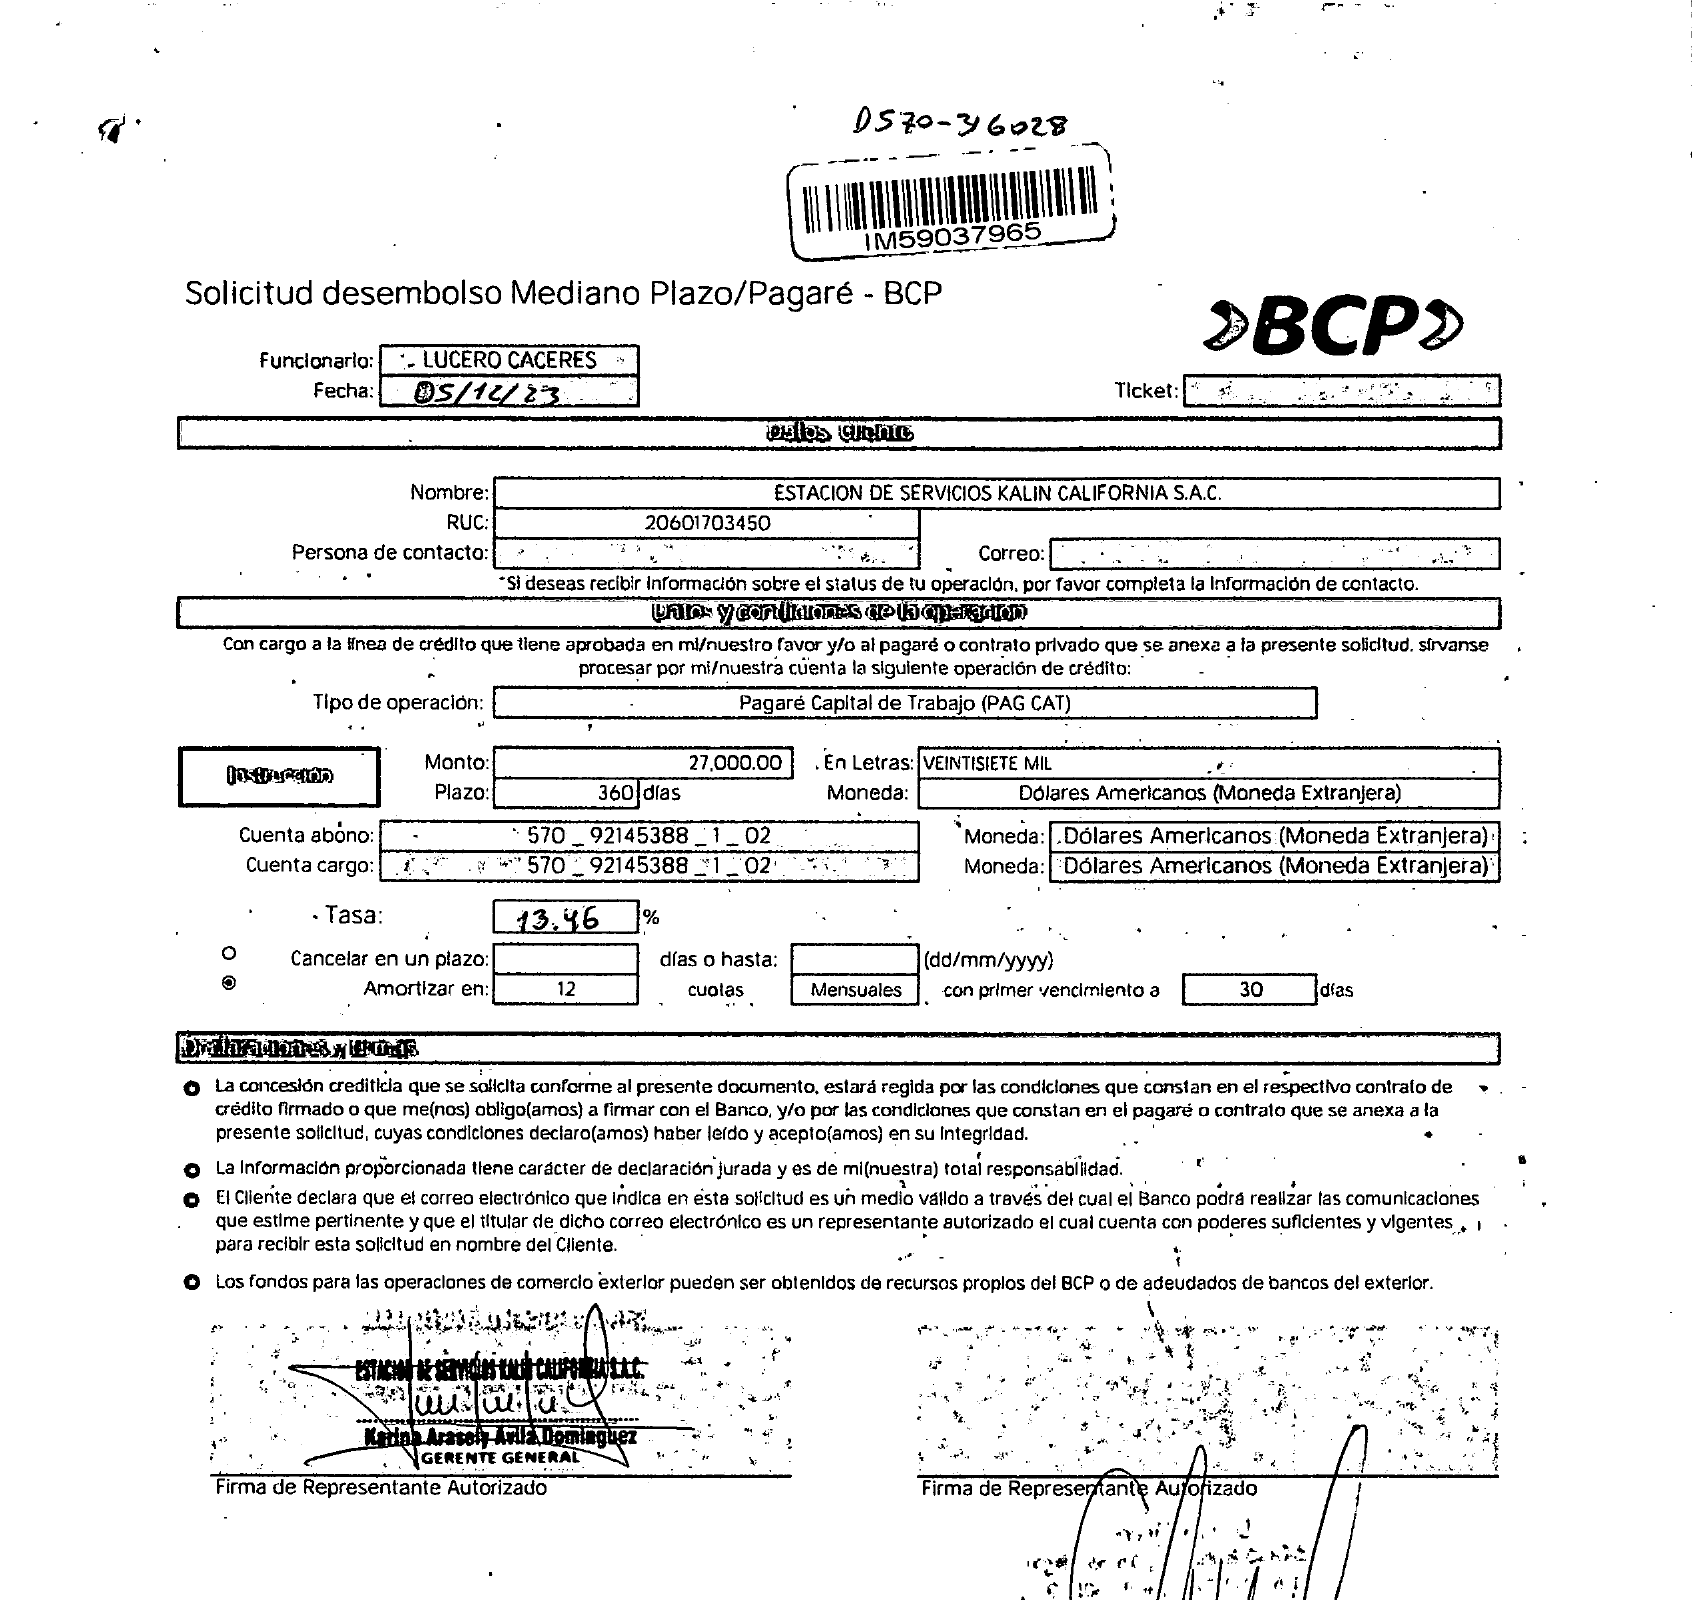 D570-316028
IM59037965
Solicitud desembolso Mediano Plazo/Pagaré - BCP
BCP
Funcionario: LUCERO CACERES
Fecha: 05/12/23
Ticket:
Datos Cliente
Nombre: ESTACION DE SERVICIOS KALIN CALIFORNIA S.A.C.
RUC: 20601703450
Persona de contacto: Correo:
*Si deseas recibir información sobre el status de tu operación, por favor completa la información de contacto.
Datos y condiciones de la operación
Con cargo a la línea de crédito que tiene aprobada en mi/nuestro favor y/o al pagaré o contrato privado que se anexa a la presente solicitud, sírvanse
procesar por mi/nuestra cuenta la siguiente operación de crédito:
Tipo de operación: Pagaré Capital de Trabajo (PAG CAT)
Instrucción
Monto: 27,000.00 En Letras: VEINTISIETE MIL
Plazo: 360 días Moneda: Dólares Americanos (Moneda Extranjera)
Cuenta abono: 570 _ 92145388 _ 1 _ 02 Moneda: Dólares Americanos (Moneda Extranjera)
Cuenta cargo: 570 _ 92145388 _ 1 _ 02 Moneda: Dólares Americanos (Moneda Extranjera)
Tasa: 13.46 %
Cancelar en un plazo: días o hasta: (dd/mm/yyyy)
Amortizar en: 12 cuotas Mensuales con primer vencimiento a 30 días
La concesión crediticia que se solicita conforme al presente documento, estará regida por las condiciones que constan en el respectivo contrato de
crédito firmado o que me(nos) obligo(amos) a firmar con el Banco, y/o por las condiciones que constan en el pagaré o contrato que se anexa a la
presente solicitud, cuyas condiciones declaro(amos) haber leído y acepto(amos) en su integridad.
La información proporcionada tiene carácter de declaración jurada y es de mi(nuestra) total responsabilidad.
El Cliente declara que el correo electrónico que indica en esta solicitud es un medio válido a través del cual el Banco podrá realizar las comunicaciones
que estime pertinente y que el titular de dicho correo electrónico es un representante autorizado el cual cuenta con poderes suficientes y vigentes
para recibir esta solicitud en nombre del Cliente.
Los fondos para las operaciones de comercio exterior pueden ser obtenidos de recursos propios del BCP o de adeudados de bancos del exterior.
ESTACION DE SERVICIOS KALIN CALIFORNIA S.A.C.
Karina Arasely Avila Dominguez
GERENTE GENERAL
Firma de Representante Autorizado
Firma de Representante Autorizado